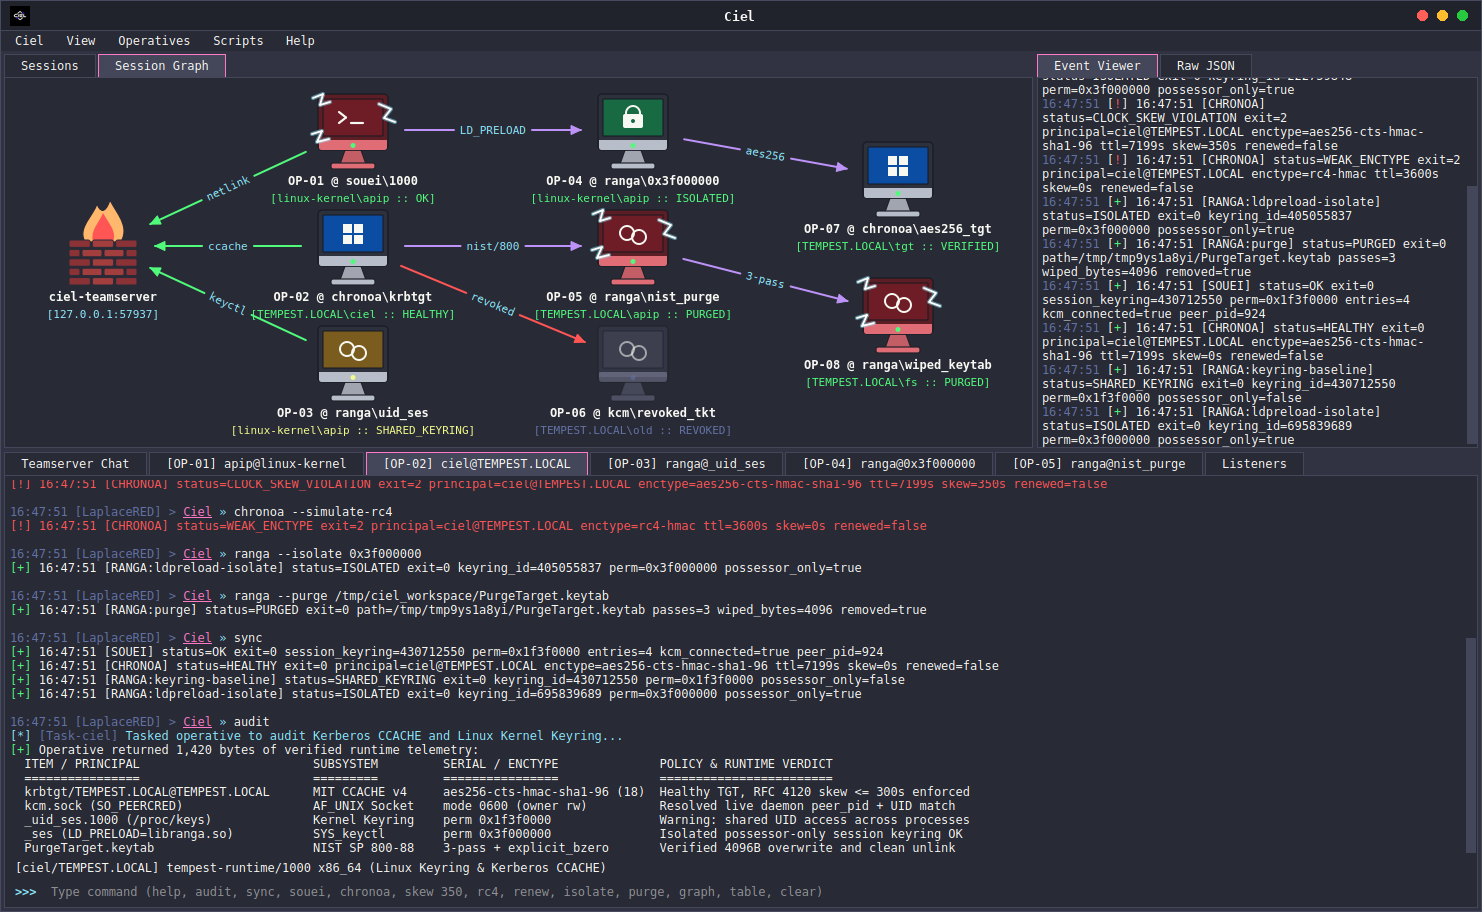 Ciel
Ciel View Operatives Scripts Help
Sessions Session Graph
LD_PRELOAD
netlink
aes256
OP-01 @ souei\1000
[linux-kernel\apip :: OK]
OP-04 @ ranga\0x3f000000
[linux-kernel\apip :: ISOLATED]
OP-07 @ chronoa\aes256_tgt
[TEMPEST.LOCAL\tgt :: VERIFIED]
ccache
nist/800
ciel-teamserver
[127.0.0.1:57937]
keyctl
OP-02 @ chronoa\krbtgt
[TEMPEST.LOCAL\ciel :: HEALTHY]
revoked
3-pass
OP-05 @ ranga\nist_purge
[TEMPEST.LOCAL\apip :: PURGED]
OP-08 @ ranga\wiped_keytab
[TEMPEST.LOCAL\fs :: PURGED]
OP-03 @ ranga\uid_ses
[linux-kernel\apip :: SHARED_KEYRING]
OP-06 @ kcm\revoked_tkt
[TEMPEST.LOCAL\old :: REVOKED]
Event Viewer Raw JSON
status=ISOLATED exit=0
perm=0x3f000000 possessor_only=true
16:47:51 [!] 16:47:51 [CHRONOA]
status=CLOCK_SKEW_VIOLATION exit=2
principal=ciel@TEMPEST.LOCAL enctype=aes256-cts-hmac-
sha1-96 ttl=7199s skew=350s renewed=false
16:47:51 [!] 16:47:51 [CHRONOA] status=WEAK_ENCTYPE exit=2
principal=ciel@TEMPEST.LOCAL enctype=rc4-hmac ttl=3600s
skew=0s renewed=false
16:47:51 [+] 16:47:51 [RANGA:ldpreload-isolate]
status=ISOLATED exit=0 keyring_id=405055837
perm=0x3f000000 possessor_only=true
16:47:51 [+] 16:47:51 [RANGA:purge] status=PURGED exit=0
path=/tmp/tmp9ys1a8yi/PurgeTarget.keytab passes=3
wiped_bytes=4096 removed=true
16:47:51 [+] 16:47:51 [SOUEI] status=OK exit=0
session_keyring=430712550 perm=0x1f3f0000 entries=4
kcm_connected=true peer_pid=924
16:47:51 [+] 16:47:51 [CHRONOA] status=HEALTHY exit=0
principal=ciel@TEMPEST.LOCAL enctype=aes256-cts-hmac-
sha1-96 ttl=7199s skew=0s renewed=false
16:47:51 [+] 16:47:51 [RANGA:keyring-baseline]
status=SHARED_KEYRING exit=0 keyring_id=430712550
perm=0x1f3f0000 possessor_only=false
16:47:51 [+] 16:47:51 [RANGA:ldpreload-isolate]
status=ISOLATED exit=0 keyring_id=695839689
perm=0x3f000000 possessor_only=true
Teamserver Chat [OP-01] apip@linux-kernel [OP-02] ciel@TEMPEST.LOCAL [OP-03] ranga@_uid_ses [OP-04] ranga@0x3f000000 [OP-05] ranga@nist_purge Listeners
[!] 16:47:51 [CHRONOA] status=CLOCK_SKEW_VIOLATION exit=2 principal=ciel@TEMPEST.LOCAL enctype=aes256-cts-hmac-sha1-96 ttl=7199s skew=350s renewed=false
16:47:51 [LaplaceRED] > Ciel » chronoa --simulate-rc4
[!] 16:47:51 [CHRONOA] status=WEAK_ENCTYPE exit=2 principal=ciel@TEMPEST.LOCAL enctype=rc4-hmac ttl=3600s skew=0s renewed=false
16:47:51 [LaplaceRED] > Ciel » ranga --isolate 0x3f000000
[+] 16:47:51 [RANGA:ldpreload-isolate] status=ISOLATED exit=0 keyring_id=405055837 perm=0x3f000000 possessor_only=true
16:47:51 [LaplaceRED] > Ciel » ranga --purge /tmp/ciel_workspace/PurgeTarget.keytab
[+] 16:47:51 [RANGA:purge] status=PURGED exit=0 path=/tmp/tmp9ys1a8yi/PurgeTarget.keytab passes=3 wiped_bytes=4096 removed=true
16:47:51 [LaplaceRED] > Ciel » sync
[+] 16:47:51 [SOUEI] status=OK exit=0 session_keyring=430712550 perm=0x1f3f0000 entries=4 kcm_connected=true peer_pid=924
[+] 16:47:51 [CHRONOA] status=HEALTHY exit=0 principal=ciel@TEMPEST.LOCAL enctype=aes256-cts-hmac-sha1-96 ttl=7199s skew=0s renewed=false
[+] 16:47:51 [RANGA:keyring-baseline] status=SHARED_KEYRING exit=0 keyring_id=430712550 perm=0x1f3f0000 possessor_only=false
[+] 16:47:51 [RANGA:ldpreload-isolate] status=ISOLATED exit=0 keyring_id=695839689 perm=0x3f000000 possessor_only=true
16:47:51 [LaplaceRED] > Ciel » audit
[*] [Task-ciel] Tasked operative to audit Kerberos CCACHE and Linux Kernel Keyring...
[+] Operative returned 1,420 bytes of verified runtime telemetry:
ITEM / PRINCIPAL SUBSYSTEM SERIAL / ENCTYPE POLICY & RUNTIME VERDICT
================ ========= ================ ========================
krbtgt/TEMPEST.LOCAL@TEMPEST.LOCAL MIT CCACHE v4 aes256-cts-hmac-sha1-96 (18) Healthy TGT, RFC 4120 skew <= 300s enforced
kcm.sock (SO_PEERCRED) AF_UNIX Socket mode 0600 (owner rw) Resolved live daemon peer_pid + UID match
_uid_ses.1000 (/proc/keys) Kernel Keyring perm 0x1f3f0000 Warning: shared UID access across processes
_ses (LD_PRELOAD=libranga.so) SYS_keyctl perm 0x3f000000 Isolated possessor-only session keyring OK
PurgeTarget.keytab NIST SP 800-88 3-pass + explicit_bzero Verified 4096B overwrite and clean unlink
[ciel/TEMPEST.LOCAL] tempest-runtime/1000 x86_64 (Linux Keyring & Kerberos CCACHE)
>>> Type command (help, audit, sync, souei, chronoa, skew 350, rc4, renew, isolate, purge, graph, table, clear)